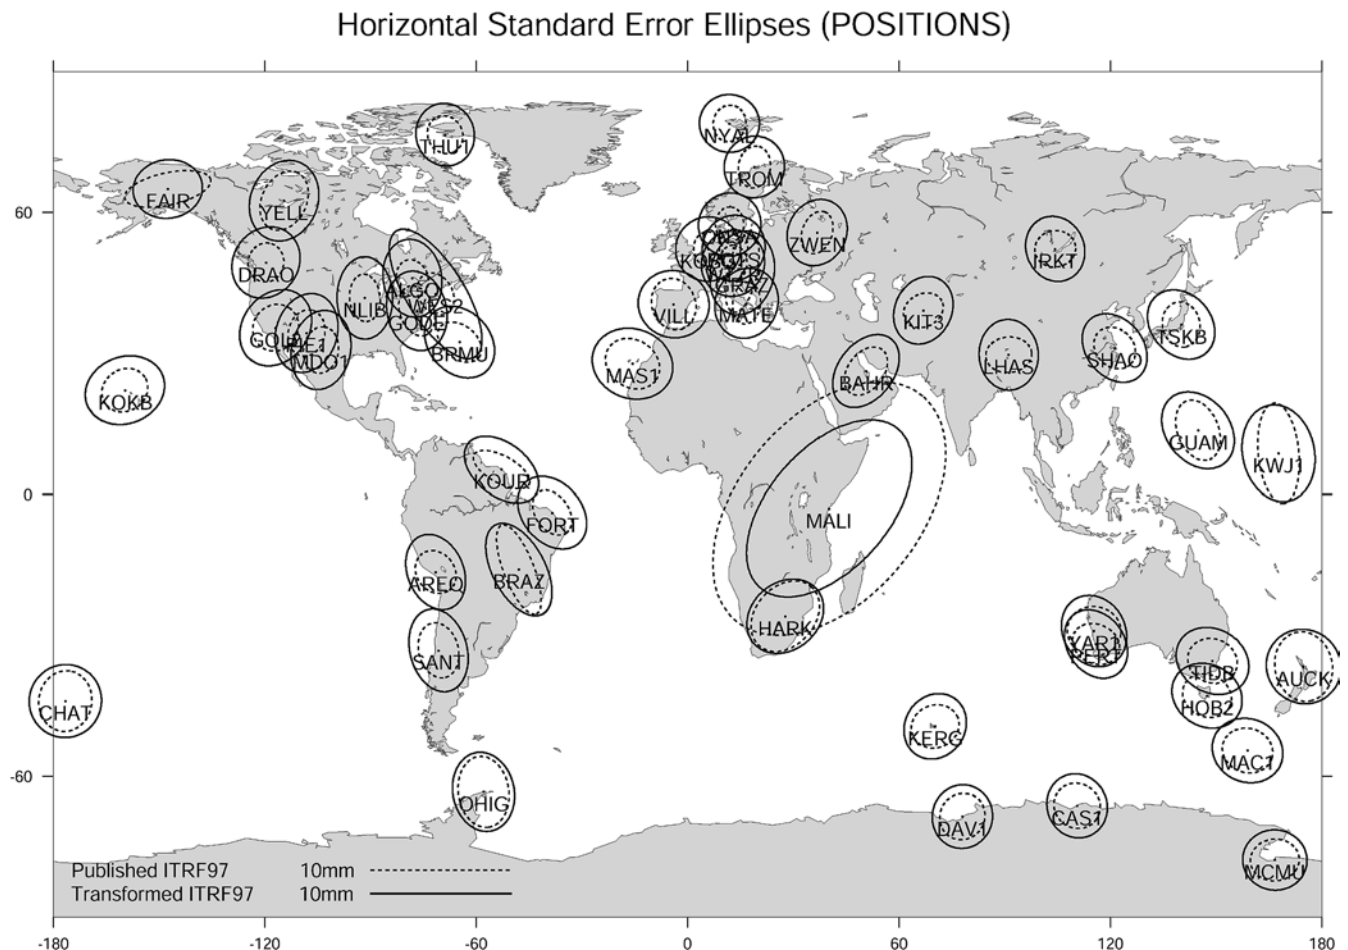 Horizontal Standard Error Ellipses (POSITIONS)
NYAL
THU1
TROM
FAIR
YELL
60
ZWEN
IRKT
DRAO
ALGO
NLIB
WES2
GODE
VILL
GRAZ
MATE
KIT3
TSKB
PIE1
MDO1
BRMU
MAS1
BAHR
LHAS
SHAO
KOKB
GUAM
KWJ1
KOUR
0
FORT
MALI
AREQ
BRAZ
HARK
YAR1
PERT
SANT
TIDB
AUCK
CHAT
HOB2
KERG
MAC1
-60
OHIG
DAV1
CAS1
MCMU
Published ITRF97 10mm
Transformed ITRF97 10mm
-180 -120 -60 0 60 120 180